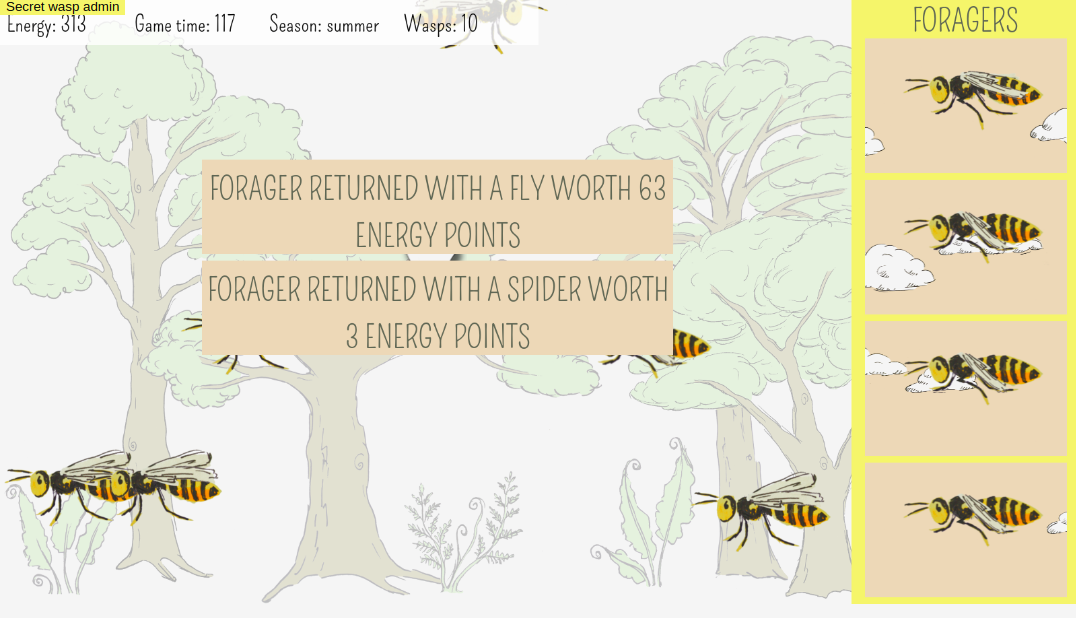 Secret wasp admin
Energy: 313 Game time: 117 Season: summer Wasps: 10
FORAGERS
FORAGER RETURNED WITH A FLY WORTH 63
ENERGY POINTS
FORAGER RETURNED WITH A SPIDER WORTH
3 ENERGY POINTS